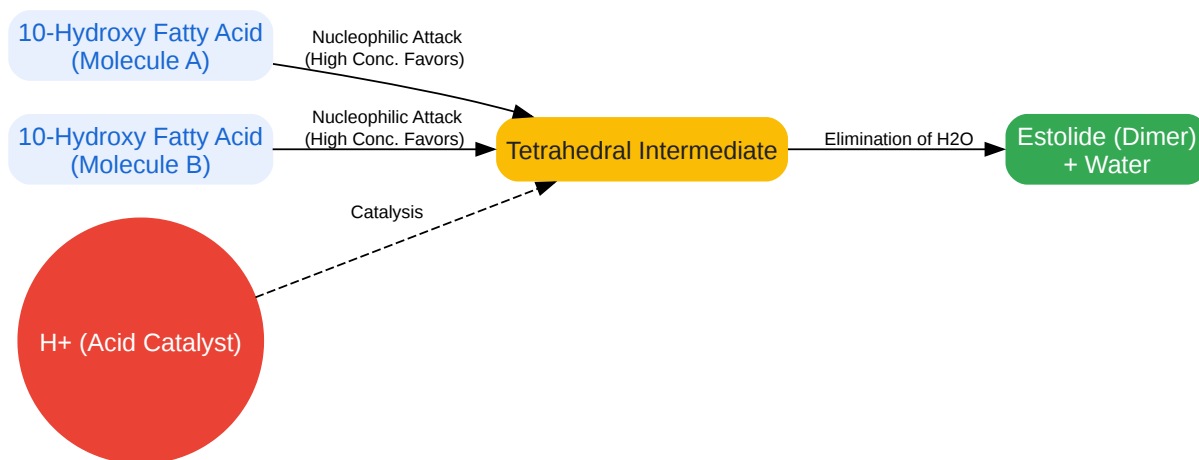 10-Hydroxy Fatty Acid
(Molecule A)
Nucleophilic Attack
(High Conc. Favors)
10-Hydroxy Fatty Acid
(Molecule B)
Nucleophilic Attack
(High Conc. Favors)
Tetrahedral Intermediate
Elimination of H2O
Estolide (Dimer)
+ Water
Catalysis
H+ (Acid Catalyst)